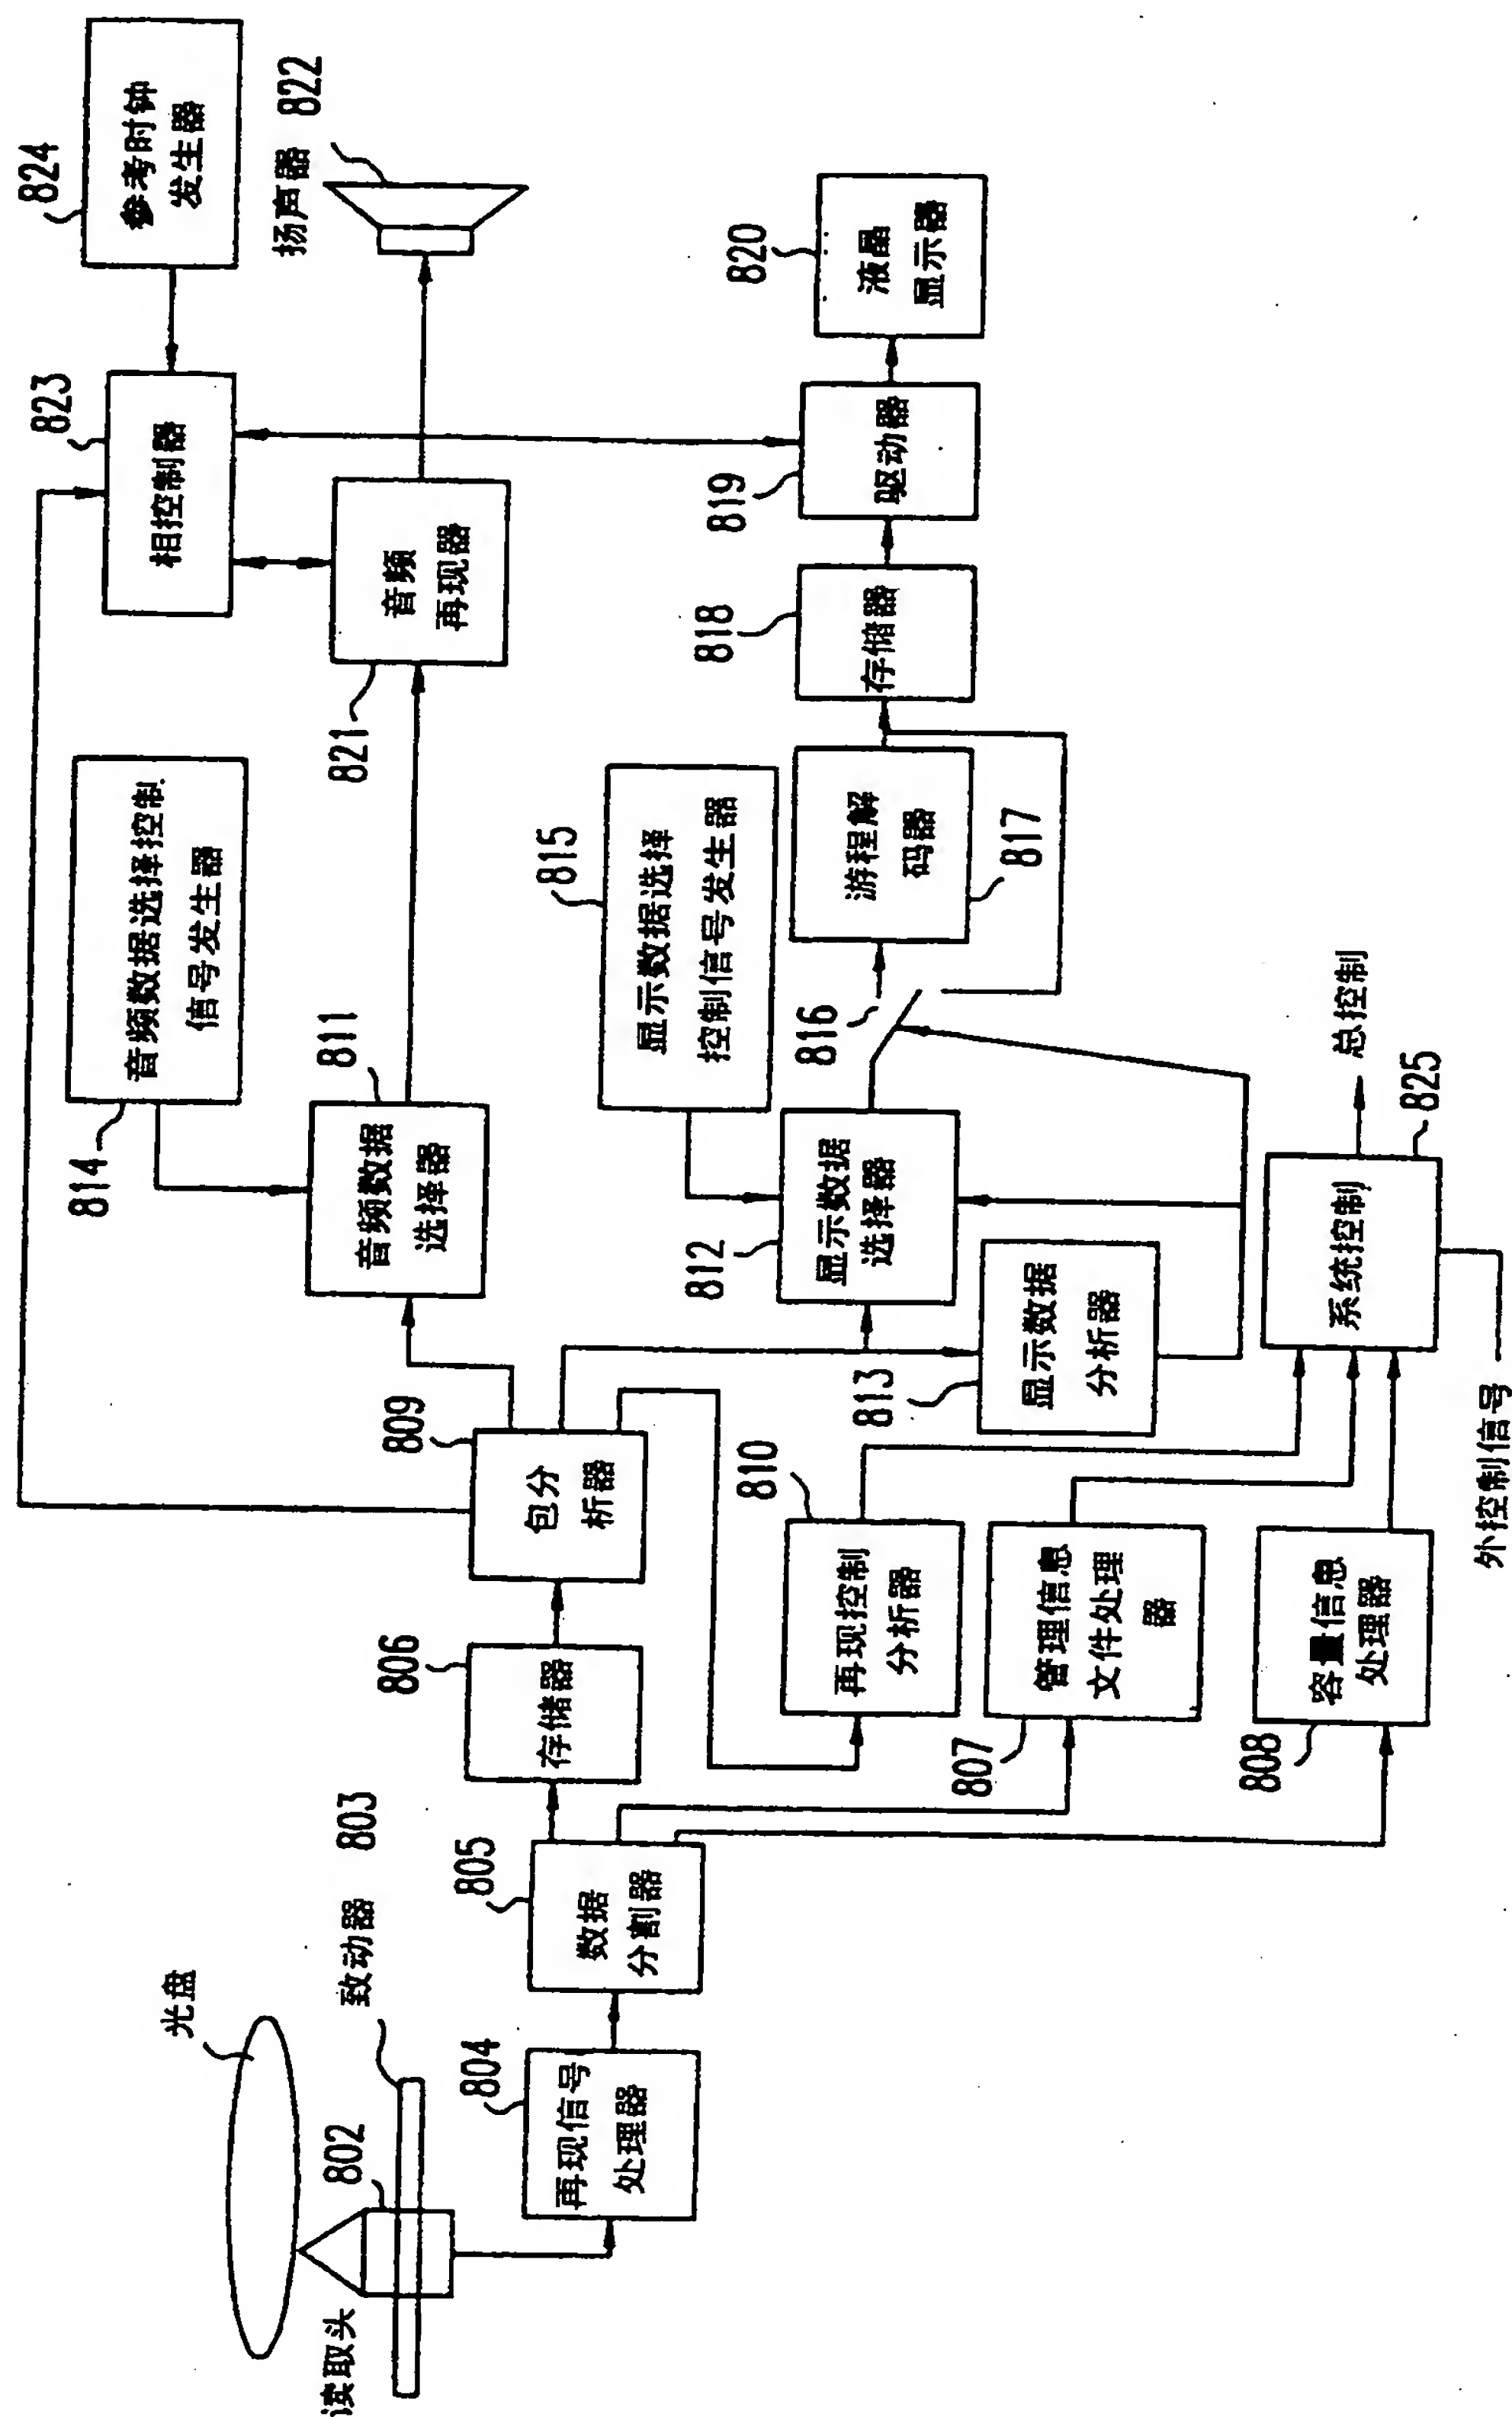 光盘
读取头
802
致动器 803
804
再现信号
处理器
805
数据
分割器
806
存储器
809
包分
析器
814
音频数据选择控制
信号发生器
811
音频数据
选择器
823
相控制器
824
参考时钟
发生器
821
音频
再现器
扬声器 822
815
显示数据选择
控制信号发生器
812
显示数据
选择器
816
游程解
码器
817
818
存储器
819
驱动器
820
液晶
显示器
813
显示数据
分析器
810
再现控制
分析器
807
管理信息
文件处理
器
808
容量信息
处理器
系统控制
825
总控制
外控制信号